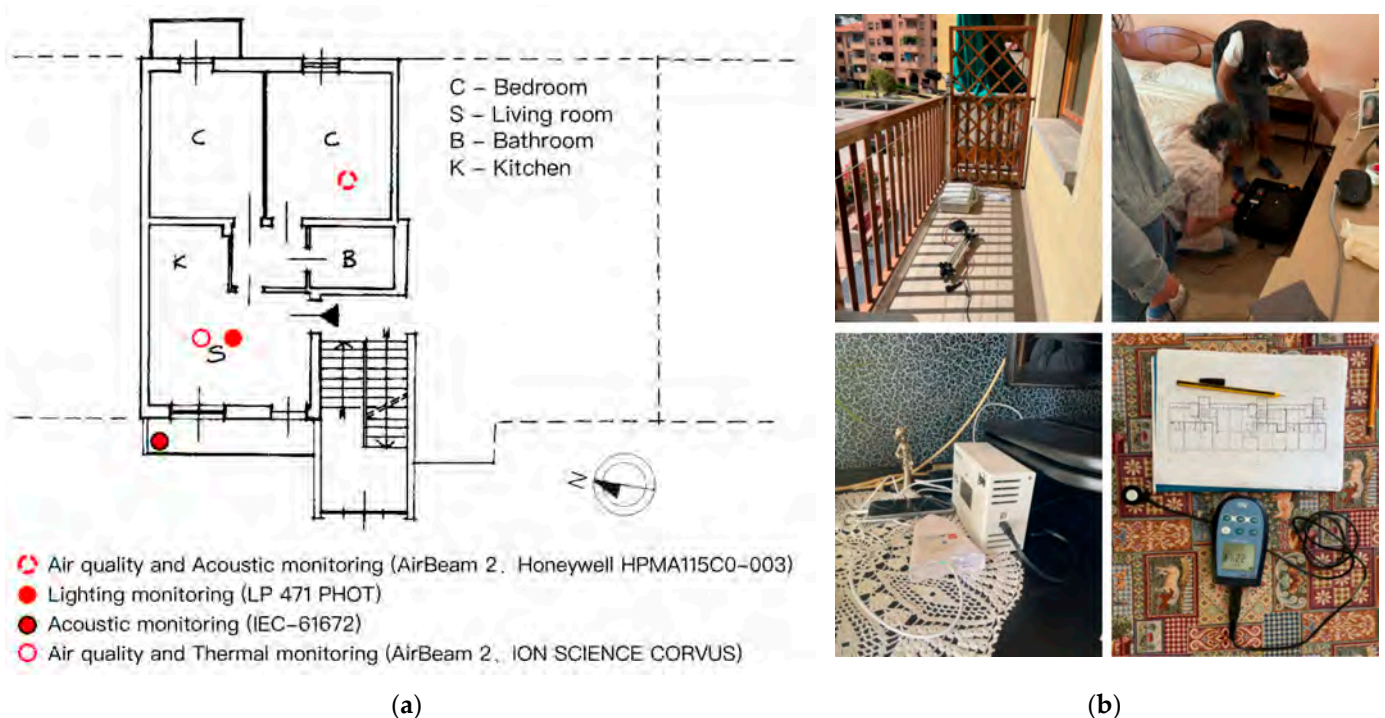 C – Bedroom
S – Living room
B – Bathroom
K – Kitchen
C
C
K
B
S
N
Air quality and Acoustic monitoring (AirBeam 2、Honeywell HPMA115C0-003)
Lighting monitoring (LP 471 PHOT)
Acoustic monitoring (IEC-61672)
Air quality and Thermal monitoring (AirBeam 2、ION SCIENCE CORVUS)
(a)
(b)